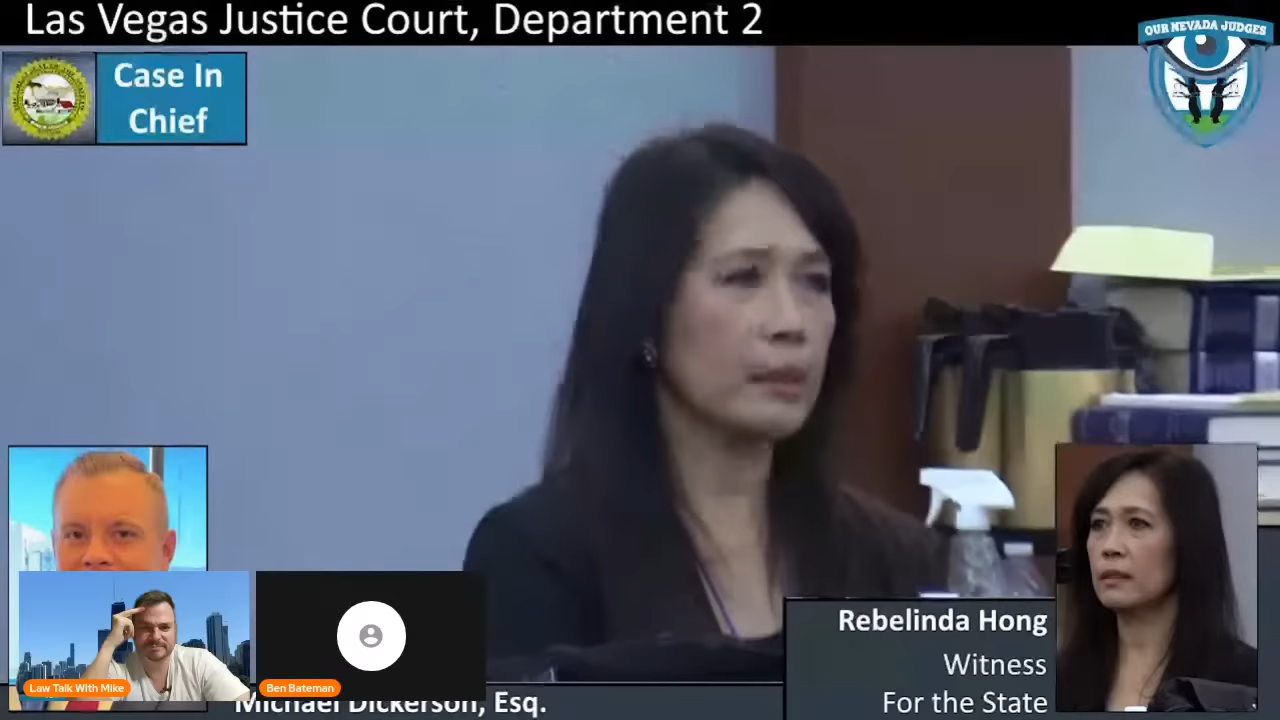 Las Vegas Justice Court, Department 2
OUR NEVADA JUDGES
Case In
Chief
Rebelinda Hong
Witness
For the State
Law Talk With Mike
Ben Bateman
Michael Dickerson, Esq.